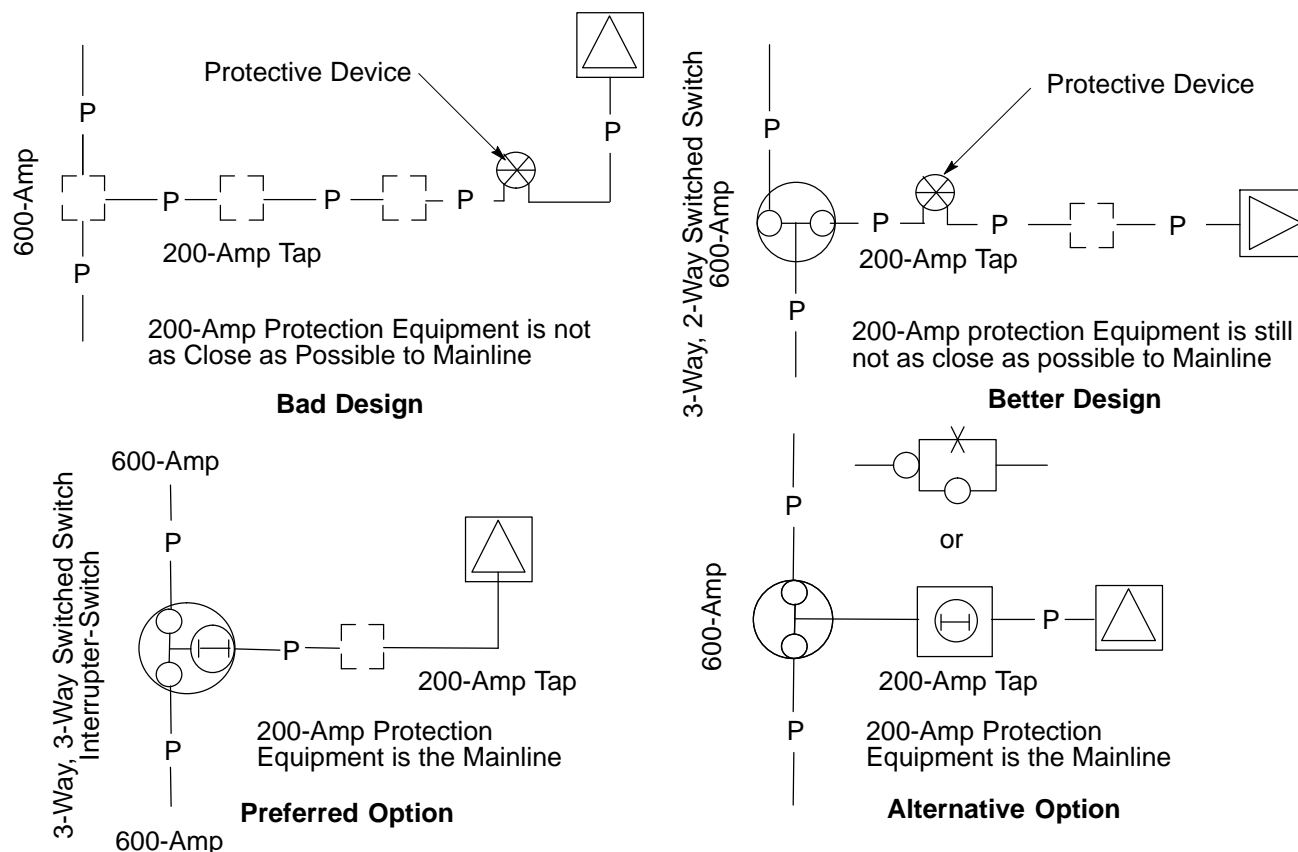 Protective Device
P
P
600-Amp
P
P
P
P
200-Amp Tap
200-Amp Protection Equipment is not
as Close as Possible to Mainline
Bad Design
3-Way, 2-Way Switched Switch
600-Amp
Protective Device
P
P
P
P
P
200-Amp Tap
200-Amp protection Equipment is still
not as close as possible to Mainline
Better Design
3-Way, 3-Way Switched Switch
Interrupter-Switch
600-Amp
P
P
P
200-Amp Tap
200-Amp Protection
Equipment is the Mainline
Preferred Option
600-Amp
P
or
600-Amp
P
P
200-Amp Tap
200-Amp Protection
Equipment is the Mainline
Alternative Option